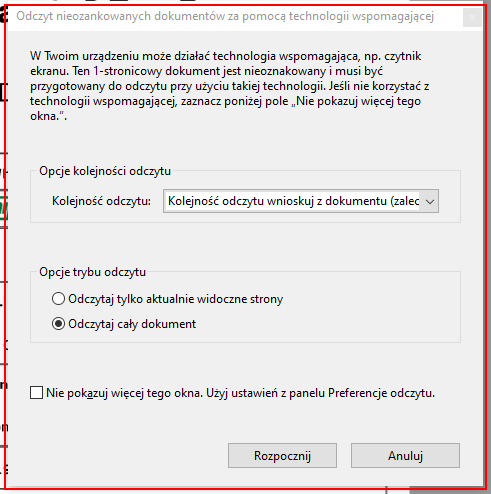 Odczyt nieozankowanych dokumentów za pomocą technologii wspomagającej
W Twoim urządzeniu może działać technologia wspomagająca, np. czytnik
ekranu. Ten 1-stronicowy dokument jest nieoznakowany i musi być
przygotowany do odczytu przy użyciu takiej technologii. Jeśli nie korzystać z
technologii wspomagającej, zaznacz poniżej pole „Nie pokazuj więcej tego
okna.”.
Opcje kolejności odczytu
Kolejność odczytu: Kolejność odczytu wnioskuj z dokumentu (zalec
Opcje trybu odczytu
Odczytaj tylko aktualnie widoczne strony
Odczytaj cały dokument
Nie pokazuj więcej tego okna. Użyj ustawień z panelu Preferencje odczytu.
Rozpocznij Anuluj